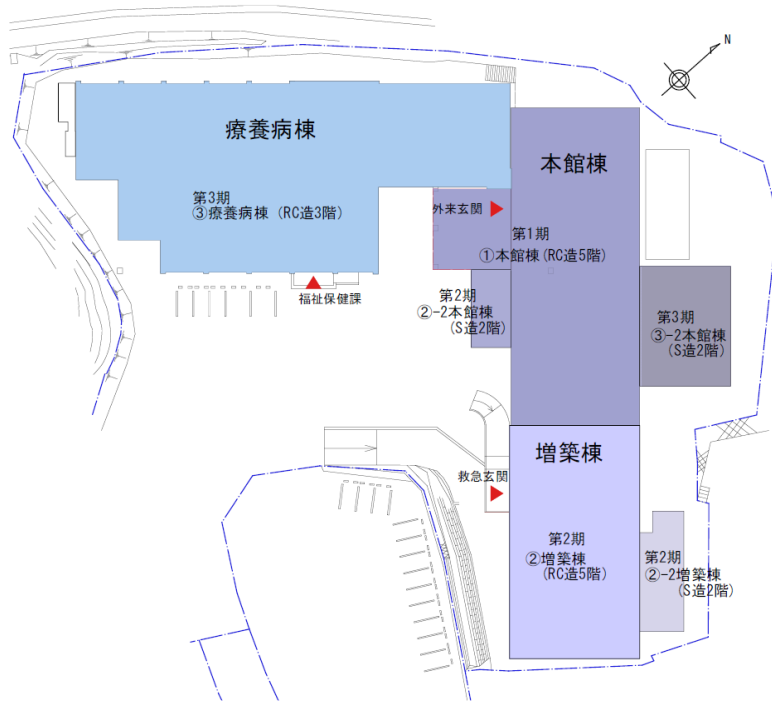 N
療養病棟
本館棟
第3期
③療養病棟（RC造3階）
外来玄関
第1期
①本館棟(RC造5階)
福祉保健課
第2期
②-2本館棟
(S造2階)
第3期
③-2本館棟
(S造2階)
増築棟
救急玄関
第2期
②増築棟
(RC造5階)
第2期
②-2増築棟
(S造2階)